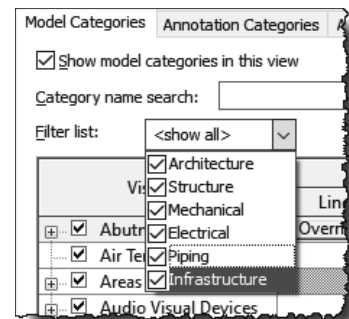 Model Categories Annotation Categories
Show model categories in this view
Category name search:
Filter list: <show all>
Architecture
Structure
Mechanical
Electrical
Piping
Infrastructure
Abutm
Air Te
Areas
Audio Visual Devices